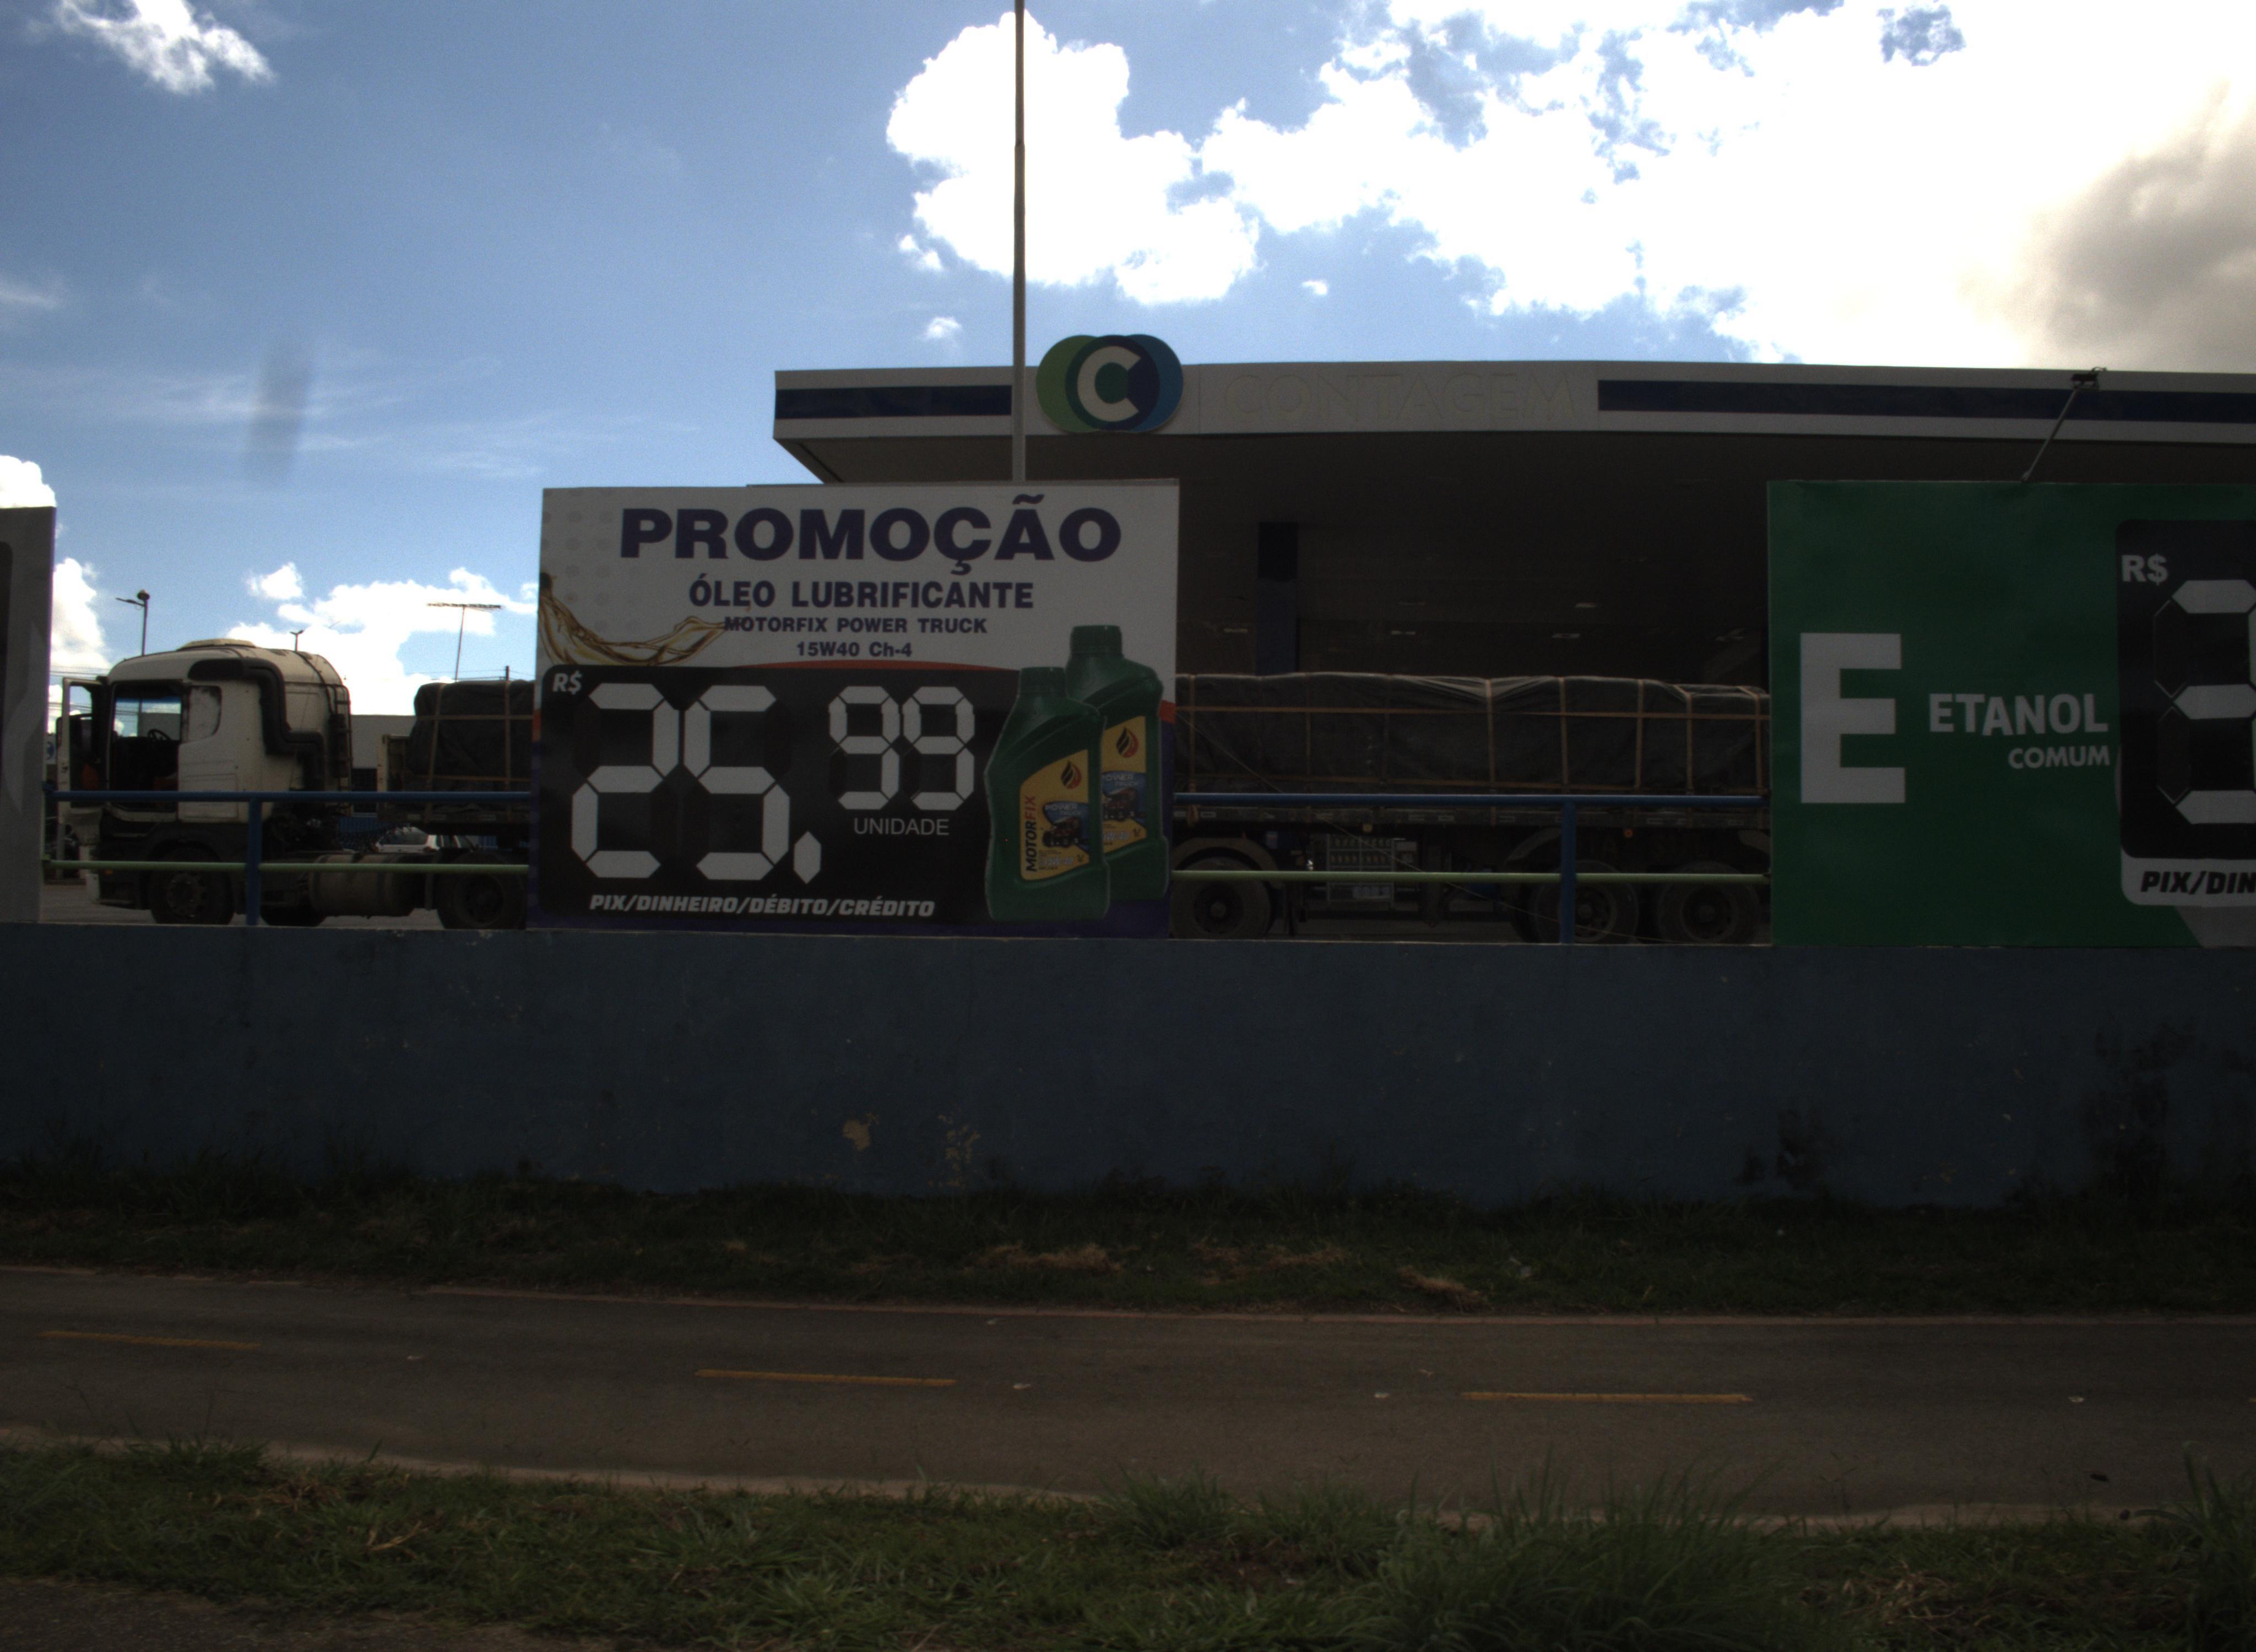 C CONTAGEM
PROMOÇÃO
ÓLEO LUBRIFICANTE
MOTORFIX POWER TRUCK
15W40 Ch-4
R$ 25,99
UNIDADE
PIX/DINHEIRO/DÉBITO/CRÉDITO
MOTORFIX
POWER
E ETANOL
COMUM
R$
PIX/DIN